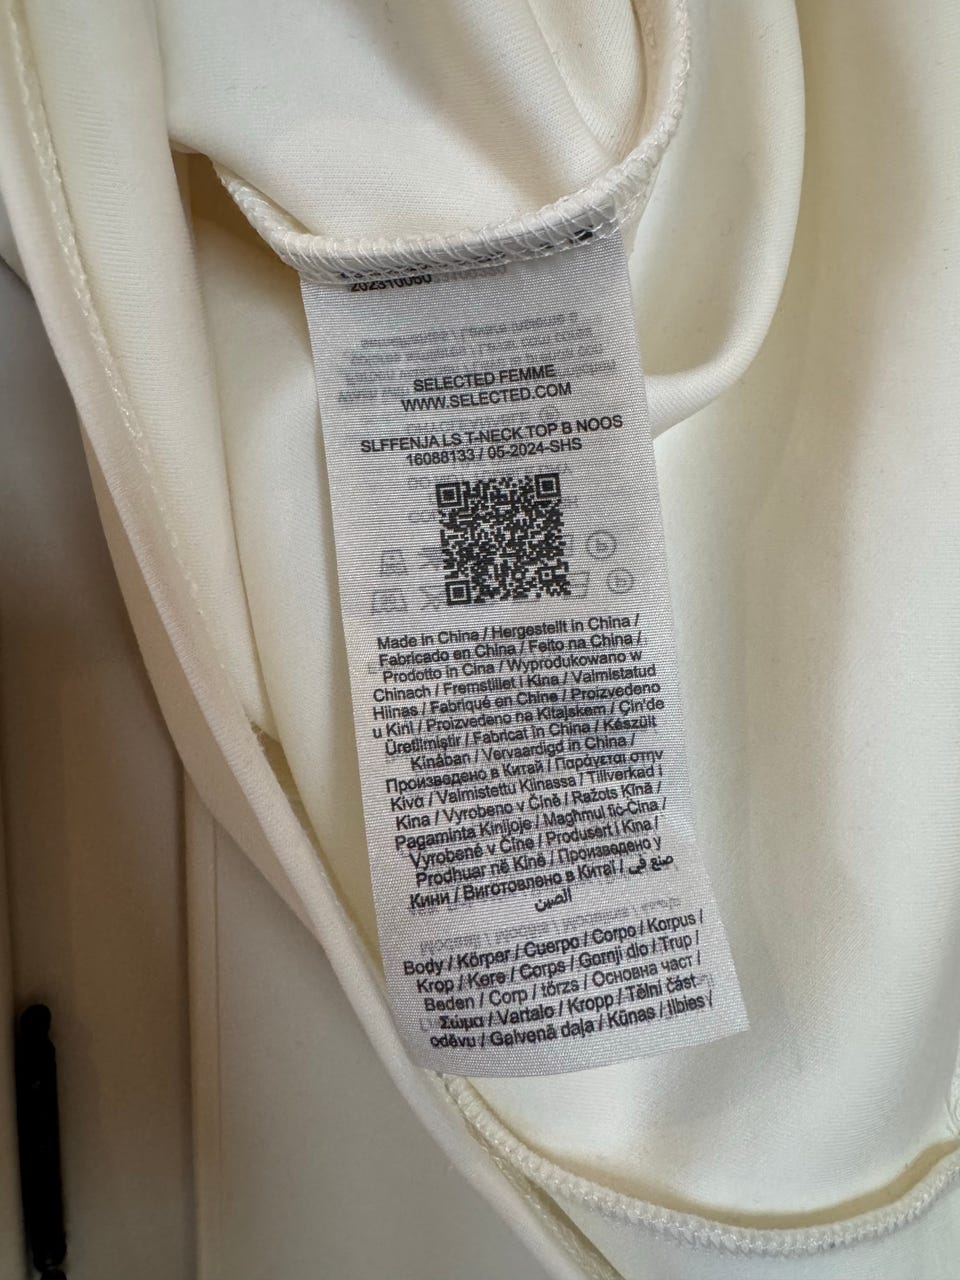 202310060
SELECTED FEMME
WWW.SELECTED.COM
SLFFENJA LS T-NECK TOP B NOOS
16088133 / 05-2024-SHS
Made in China / Hergestellt in China /
Fabricado en China / Feito na China /
Prodotto in Cina / Wyprodukowano w
Chinach / Fremstillet i Kina / Valmistatud
Hiinas / Fabriqué en Chine / Proizvedeno
u Kini / Proizvedeno na Kitajskem / Çin'de
Üretilmiştir / Fabricat în China / Készült
Kínában / Vervaardigd in China /
Произведено в Китай / Παράγεται στην
Κίνα / Valmistettu Kiinassa / Tillverkad i
Kina / Vyrobeno v Číně / Ražots Ķīnā /
Pagaminta Kinijoje / Magħmul fiċ-Ċina /
Vyrobené v Číne / Produsert i Kina /
Prodhuar në Kinë / Произведено у
Кини / Виготовлено в Китаї / صنع في
الصين
Body / Körper / Cuerpo / Corpo / Korpus /
Krop / Kere / Corps / Gornji dio / Trup /
Beden / Corp / törzs / Основна част /
Σώμα / Vartalo / Kropp / Tělní část
oděvu / Galvenā daļa / Kūnas / Ilbies /